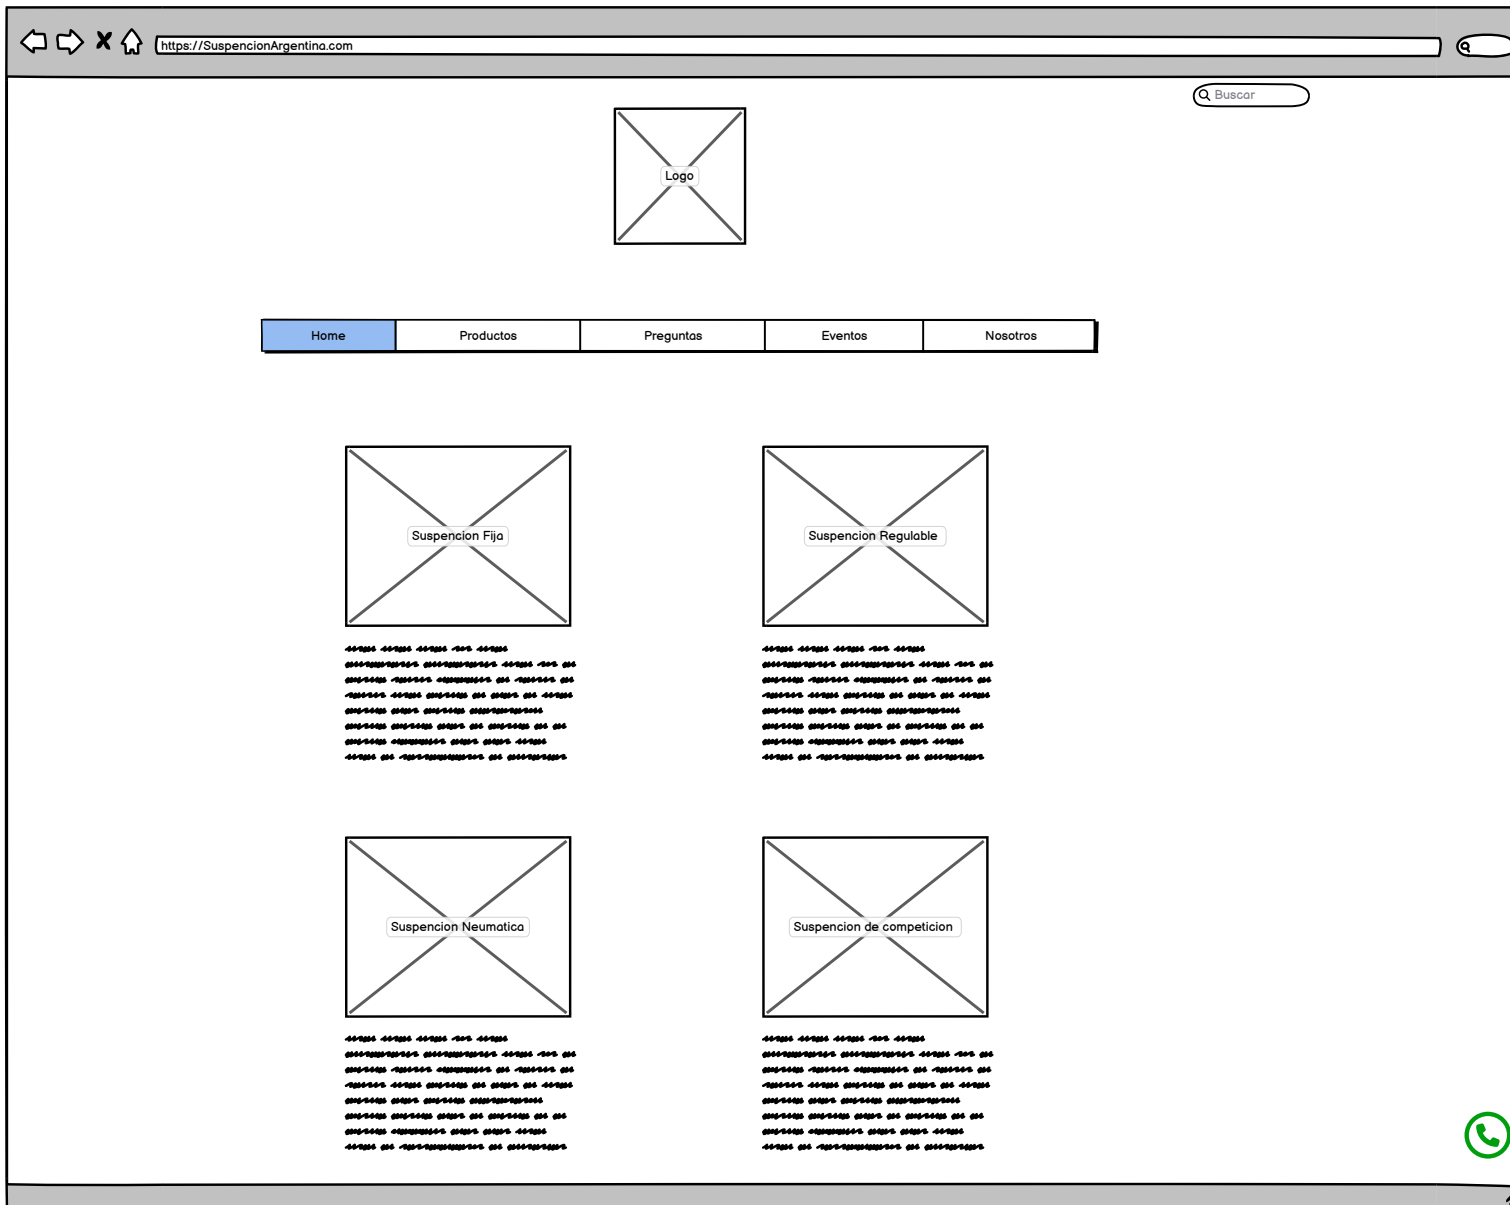 https://SuspencionArgentina.com
Buscar
Logo
Home Productos Preguntas Eventos Nosotros
Suspencion Fija Suspencion Regulable
Suspencion Neumatica Suspencion de competicion